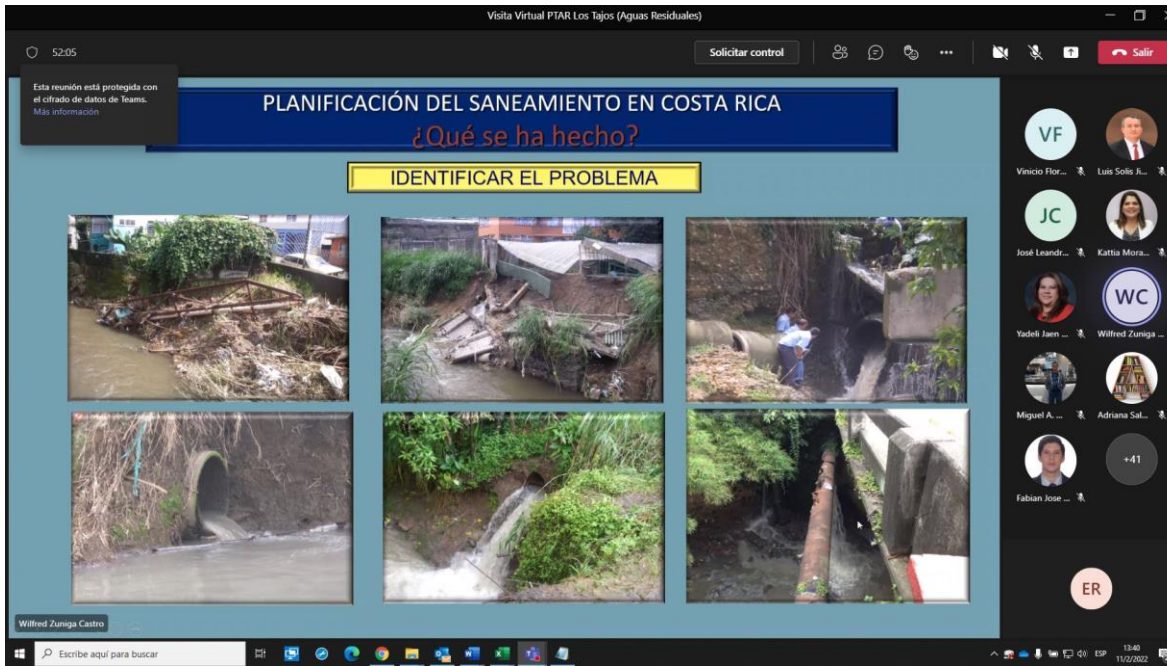 Visita Virtual PTAR Los Tajos (Aguas Residuales)
52:05
Solicitar control
Salir
Esta reunión está protegida con
el cifrado de datos de Teams.
Más información
PLANIFICACIÓN DEL SANEAMIENTO EN COSTA RICA
¿Qué se ha hecho?
IDENTIFICAR EL PROBLEMA
VF
Vinicio Flor...
Luis Solis Ji...
JC
José Leandr...
Kattia Mora...
Yadeli Jaen ...
WC
Wilfred Zuniga ...
Miguel A. ...
Adriana Sal...
Fabian Jose ...
+41
ER
Wilfred Zuniga Castro
Escribe aquí para buscar
ESP
13:40
11/2/2022